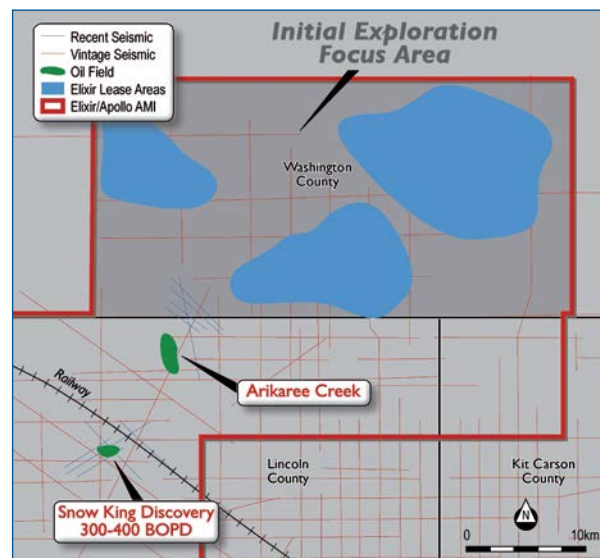 Recent Seismic
Vintage Seismic
Oil Field
Elixir Lease Areas
Elixir/Apollo AMI
Initial Exploration
Focus Area
Washington
County
Arikaree Creek
Railway
Snow King Discovery
300-400 BOPD
Lincoln
County
Kit Carson
County
N
0 10km